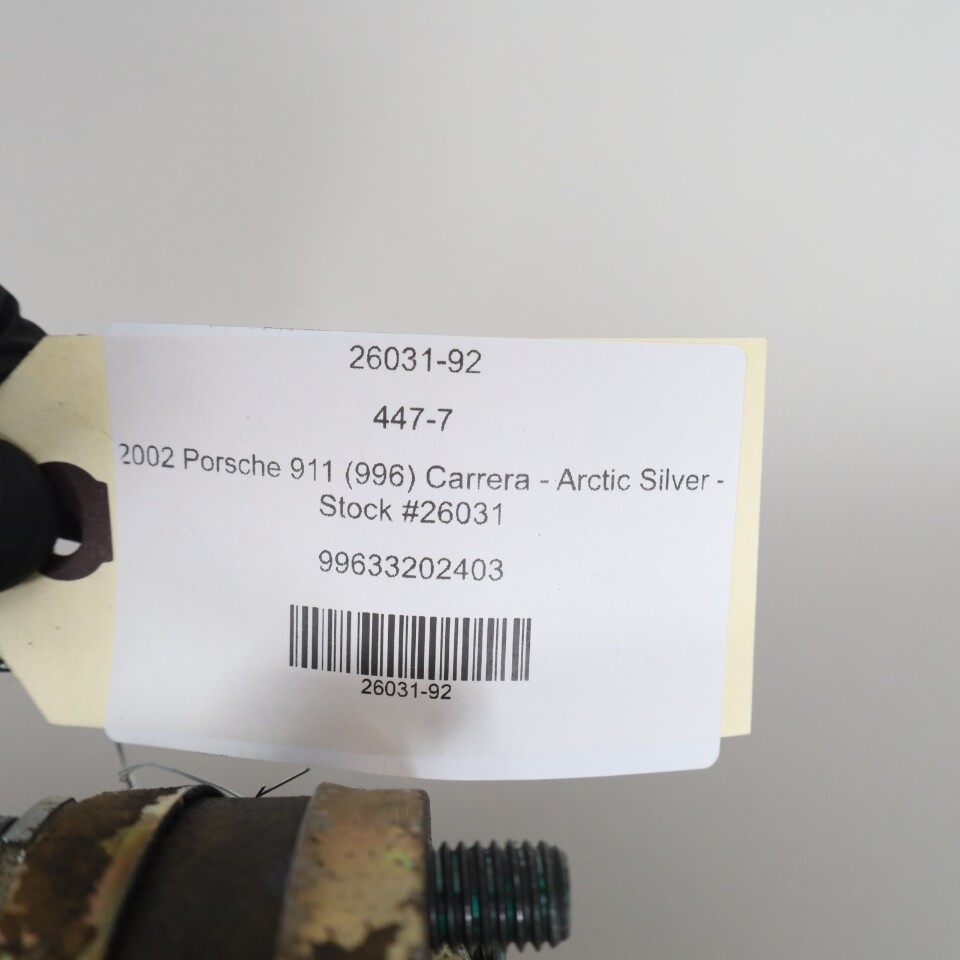 26031-92
447-7
2002 Porsche 911 (996) Carrera - Arctic Silver -
Stock #26031
99633202403
26031-92